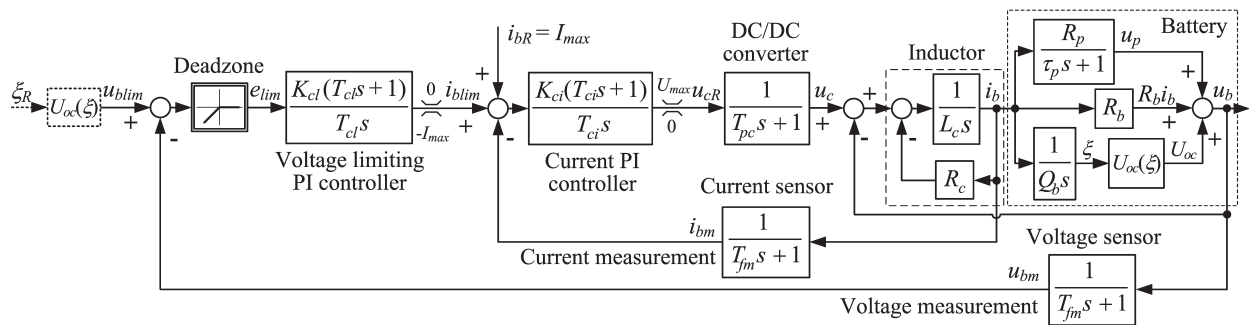 ξ_R
U_oc(ξ)
u_blim
+
-
Deadzone
e_lim
K_cl(T_cl s+1)
T_cl s
Voltage limiting
PI controller
0
-I_max
i_blim
+
i_bR = I_max
+
-
K_ci(T_ci s+1)
T_ci s
Current PI
controller
U_max
0
u_cR
DC/DC
converter
1
T_pc s+1
u_c
+
-
Inductor
+
-
1
L_c s
R_c
i_b
Battery
R_p
τ_p s+1
u_p
+
R_b
R_b i_b
+
1
Q_b s
ξ
U_oc(ξ)
U_oc
+
u_b
Current sensor
1
T_fm s+1
i_bm
Current measurement
Voltage sensor
1
T_fm s+1
u_bm
Voltage measurement